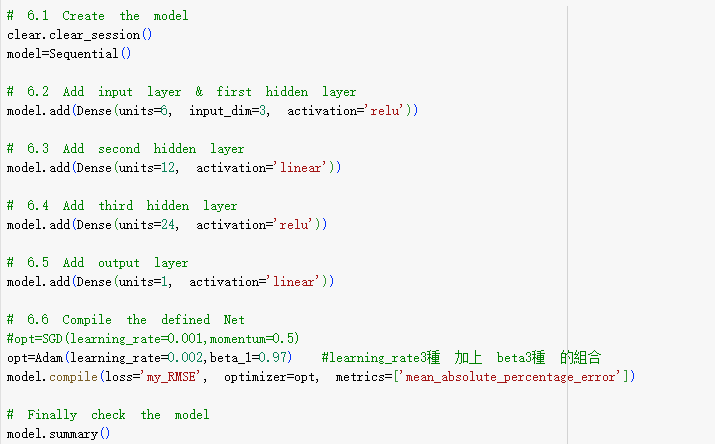 # 6.1 Create the model
clear.clear_session()
model=Sequential()
# 6.2 Add input layer & first hidden layer
model.add(Dense(units=6, input_dim=3, activation='relu'))
# 6.3 Add second hidden layer
model.add(Dense(units=12, activation='linear'))
# 6.4 Add third hidden layer
model.add(Dense(units=24, activation='relu'))
# 6.5 Add output layer
model.add(Dense(units=1, activation='linear'))
# 6.6 Compile the defined Net
#opt=SGD(learning_rate=0.001,momentum=0.5)
opt=Adam(learning_rate=0.002,beta_1=0.97) #learning_rate3種 加上 beta3種 的組合
model.compile(loss='my_RMSE', optimizer=opt, metrics=['mean_absolute_percentage_error'])
# Finally check the model
model.summary()